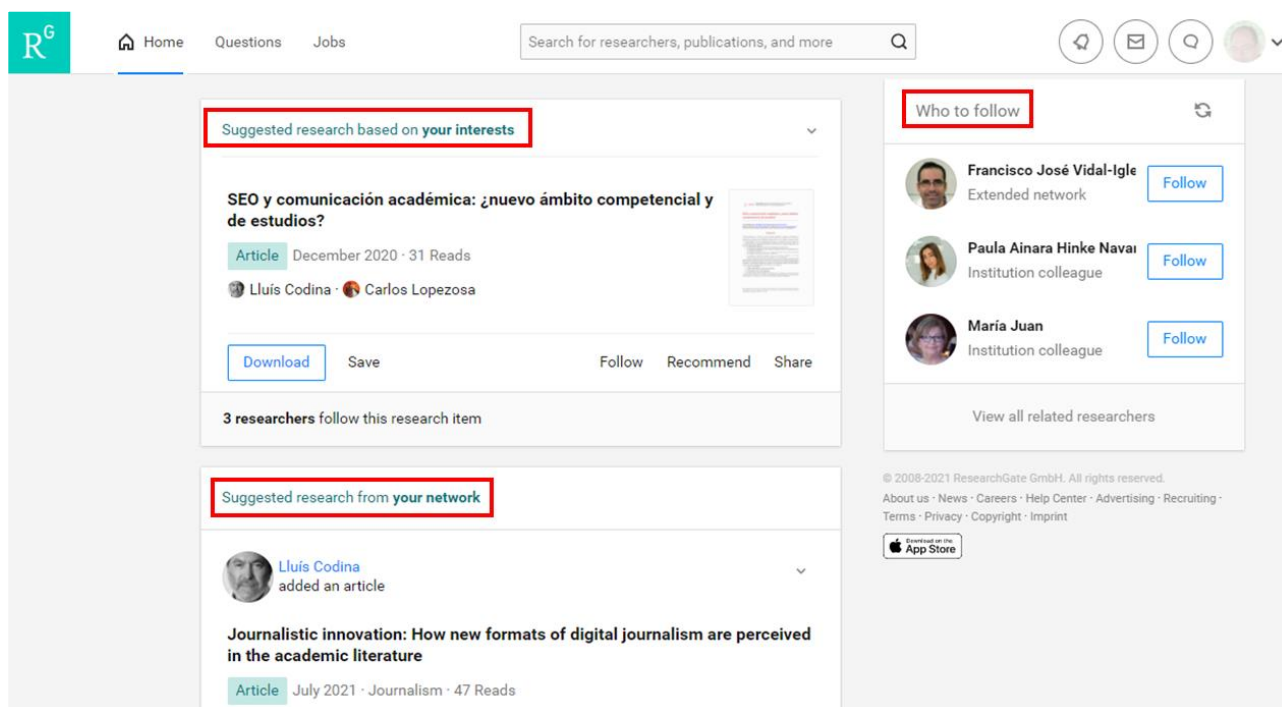 RG
Home Questions Jobs Search for researchers, publications, and more
Suggested research based on your interests
SEO y comunicación académica: ¿nuevo ámbito competencial y
de estudios?
Article December 2020 · 31 Reads
Lluís Codina · Carlos Lopezosa
Download Save Follow Recommend Share
3 researchers follow this research item
Suggested research from your network
Lluís Codina
added an article
Journalistic innovation: How new formats of digital journalism are perceived
in the academic literature
Article July 2021 · Journalism · 47 Reads
Who to follow
Francisco José Vidal-Igle
Extended network
Follow
Paula Ainara Hinke Navar
Institution colleague
Follow
María Juan
Institution colleague
Follow
View all related researchers
© 2008-2021 ResearchGate GmbH. All rights reserved.
About us · News · Careers · Help Center · Advertising · Recruiting ·
Terms · Privacy · Copyright · Imprint
Download on the
App Store